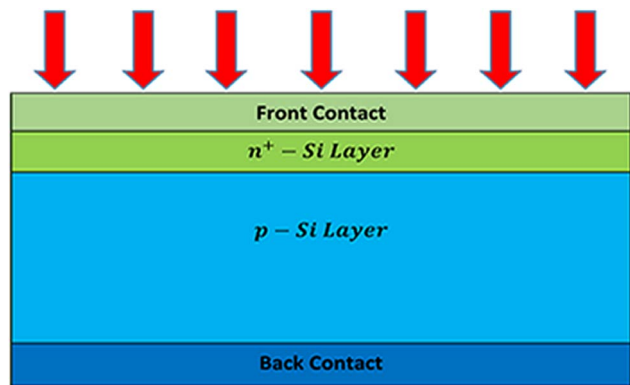 Front Contact
n⁺ − Si Layer
p − Si Layer
Back Contact